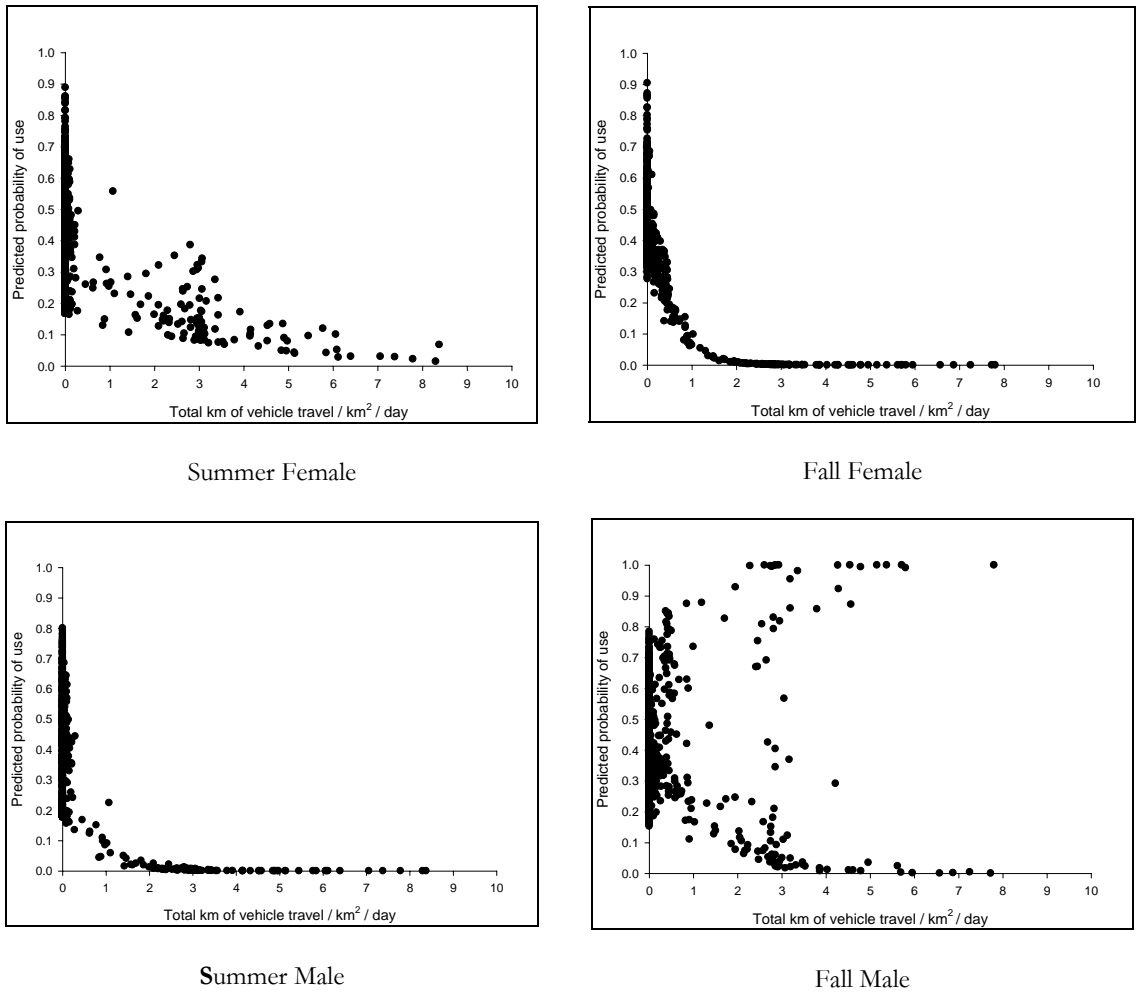 1.0
0.9
0.8
0.7
0.6
0.5
0.4
0.3
0.2
0.1
0.0
Predicted probability of use
0 1 2 3 4 5 6 7 8 9 10
Total km of vehicle travel / km² / day
Summer Female
1.0
0.9
0.8
0.7
0.6
0.5
0.4
0.3
0.2
0.1
0.0
Predicted probability of use
0 1 2 3 4 5 6 7 8 9 10
Total km of vehicle travel / km² / day
Fall Female
1.0
0.9
0.8
0.7
0.6
0.5
0.4
0.3
0.2
0.1
0.0
Predicted probability of use
0 1 2 3 4 5 6 7 8 9 10
Total km of vehicle travel / km² / day
Summer Male
1.0
0.9
0.8
0.7
0.6
0.5
0.4
0.3
0.2
0.1
0.0
Predicted probability of use
0 1 2 3 4 5 6 7 8 9 10
Total km of vehicle travel / km² / day
Fall Male